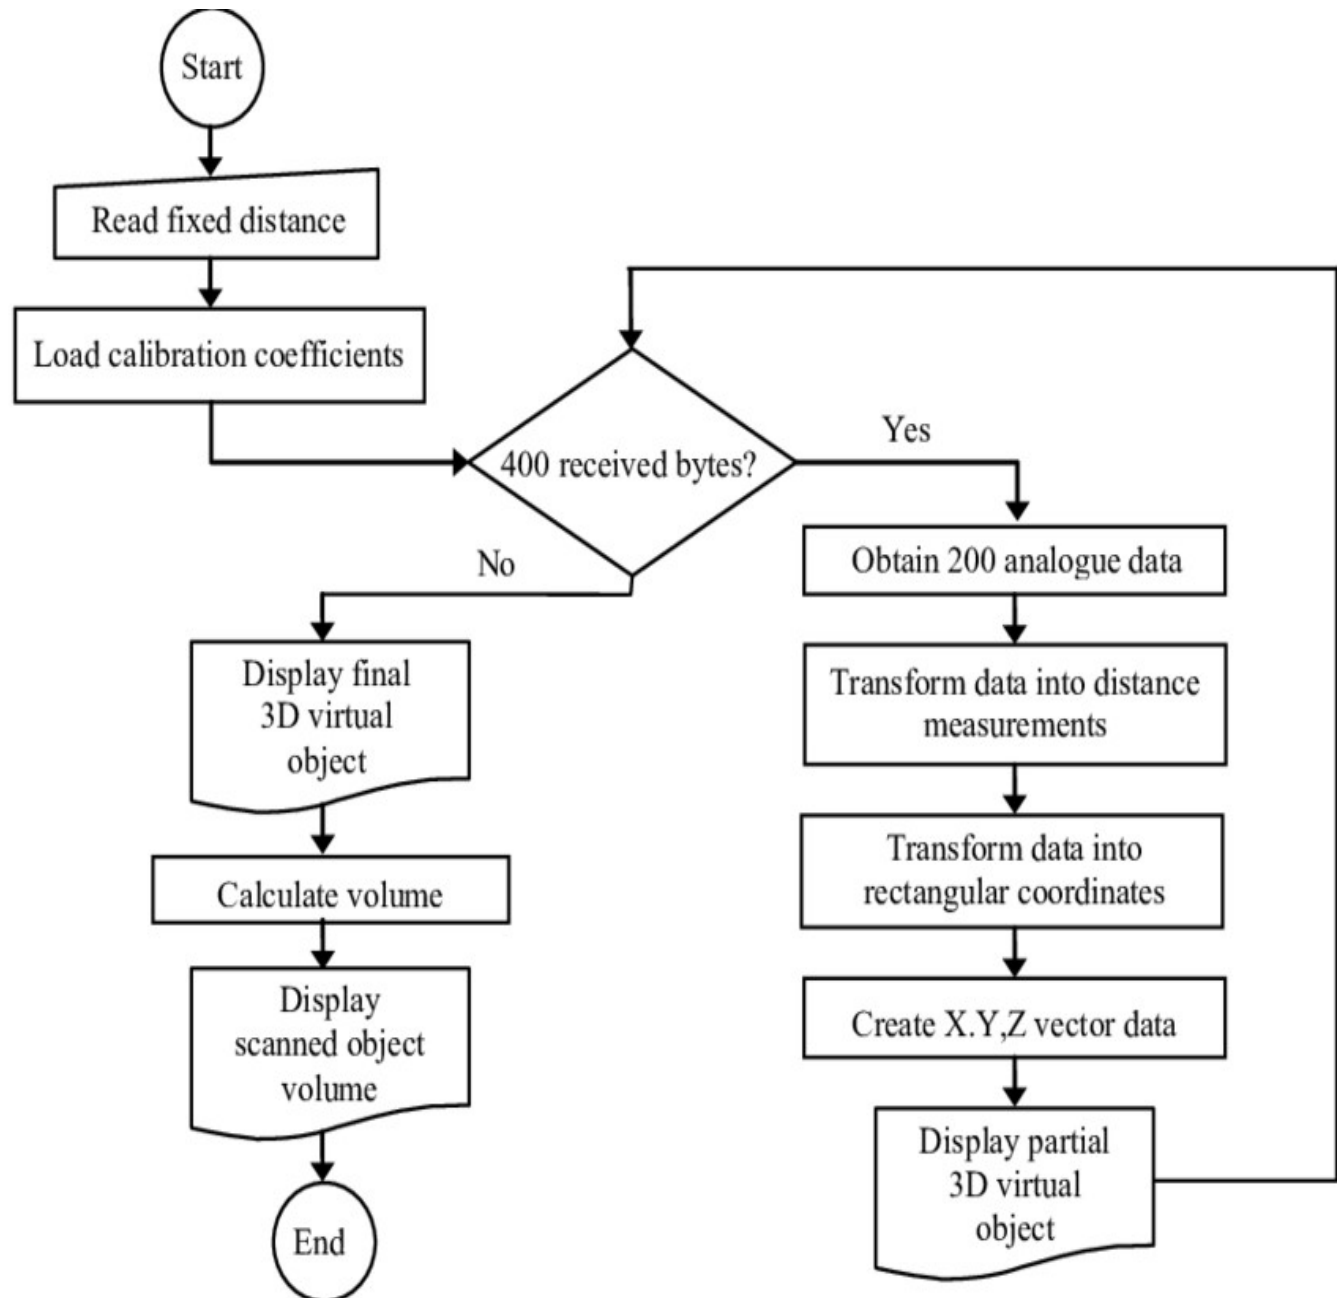 Start
Read fixed distance
Load calibration coefficients
400 received bytes?
Yes
No
Obtain 200 analogue data
Transform data into distance
measurements
Transform data into
rectangular coordinates
Create X.Y,Z vector data
Display partial
3D virtual
object
Display final
3D virtual
object
Calculate volume
Display
scanned object
volume
End